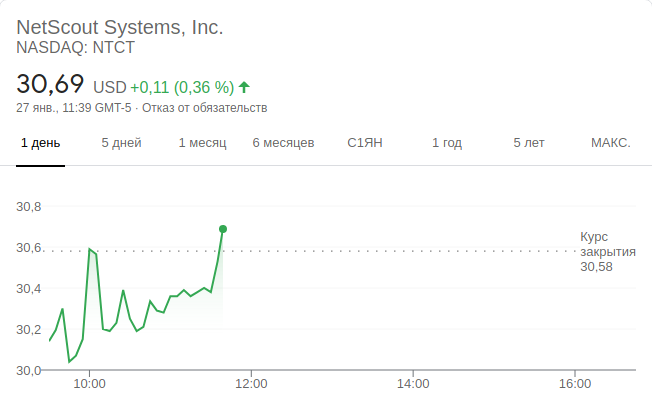 NetScout Systems, Inc.
NASDAQ: NTCT
30,69 USD +0,11 (0,36 %)
27 янв., 11:39 GMT-5 · Отказ от обязательств
1 день 5 дней 1 месяц 6 месяцев С1ЯН 1 год 5 лет МАКС.
30,8
30,6
30,4
30,2
30,0
Курс
закрытия
30,58
10:00 12:00 14:00 16:00